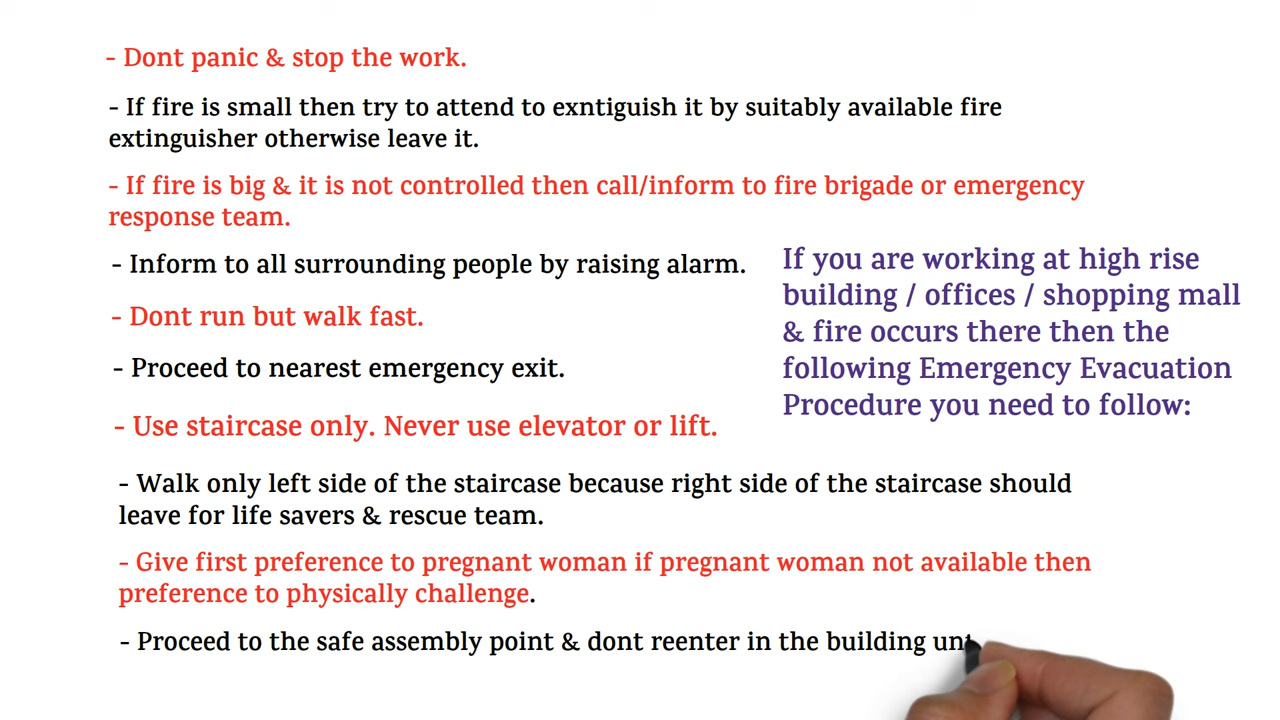 - Dont panic & stop the work.
- If fire is small then try to attend to exntiguish it by suitably available fire
extinguisher otherwise leave it.
- If fire is big & it is not controlled then call/inform to fire brigade or emergency
response team.
- Inform to all surrounding people by raising alarm.
- Dont run but walk fast.
- Proceed to nearest emergency exit.
- Use staircase only. Never use elevator or lift.
- Walk only left side of the staircase because right side of the staircase should
leave for life savers & rescue team.
- Give first preference to pregnant woman if pregnant woman not available then
preference to physically challenge.
- Proceed to the safe assembly point & dont reenter in the building
If you are working at high rise
building / offices / shopping mall
& fire occurs there then the
following Emergency Evacuation
Procedure you need to follow: